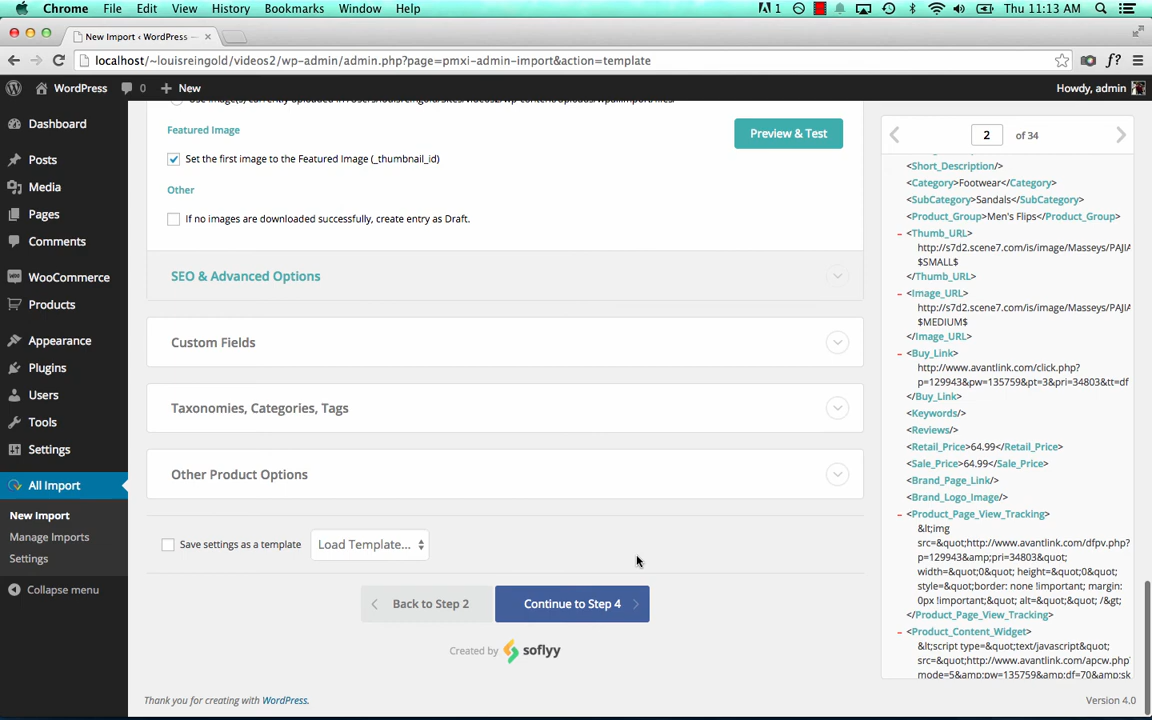 Chrome File Edit View History Bookmarks Window Help 1 Thu 11:13 AM
New Import ‹ WordPress
localhost/~louisreingold/videos2/wp-admin/admin.php?page=pmxi-admin-import&action=template
WordPress 0 New Howdy, admin
Dashboard
Posts
Media
Pages
Comments
WooCommerce
Products
Appearance
Plugins
Users
Tools
Settings
All Import
New Import
Manage Imports
Settings
Collapse menu
Featured Image
Preview & Test
Set the first image to the Featured Image (_thumbnail_id)
Other
If no images are downloaded successfully, create entry as Draft.
SEO & Advanced Options
Custom Fields
Taxonomies, Categories, Tags
Other Product Options
Save settings as a template Load Template...
Back to Step 2 Continue to Step 4
Created by soflyy
Thank you for creating with WordPress. Version 4.0
2 of 34
<Short_Description/>
<Category>Footwear</Category>
<SubCategory>Sandals</SubCategory>
<Product_Group>Men's Flips</Product_Group>
<Thumb_URL>
http://s7d2.scene7.com/is/image/Masseys/PAJIA
$SMALL$
</Thumb_URL>
<Image_URL>
http://s7d2.scene7.com/is/image/Masseys/PAJIA
$MEDIUM$
</Image_URL>
<Buy_Link>
http://www.avantlink.com/click.php?
p=129943&pw=135759&pt=3&pri=34803&tt=df
</Buy_Link>
<Keywords/>
<Reviews/>
<Retail_Price>64.99</Retail_Price>
<Sale_Price>64.99</Sale_Price>
<Brand_Page_Link/>
<Brand_Logo_Image/>
<Product_Page_View_Tracking>
&lt;img
src=&quot;http://www.avantlink.com/dfpv.php?
p=129943&amp;pri=34803&quot;
width=&quot;0&quot; height=&quot;0&quot;
style=&quot;border: none !important; margin:
0px !important;&quot; alt=&quot;&quot; /&gt;
</Product_Page_View_Tracking>
<Product_Content_Widget>
&lt;script type=&quot;text/javascript&quot;
src=&quot;http://www.avantlink.com/apcw.php?
mode=5&amp;pw=135759&amp;df=70&amp;sk